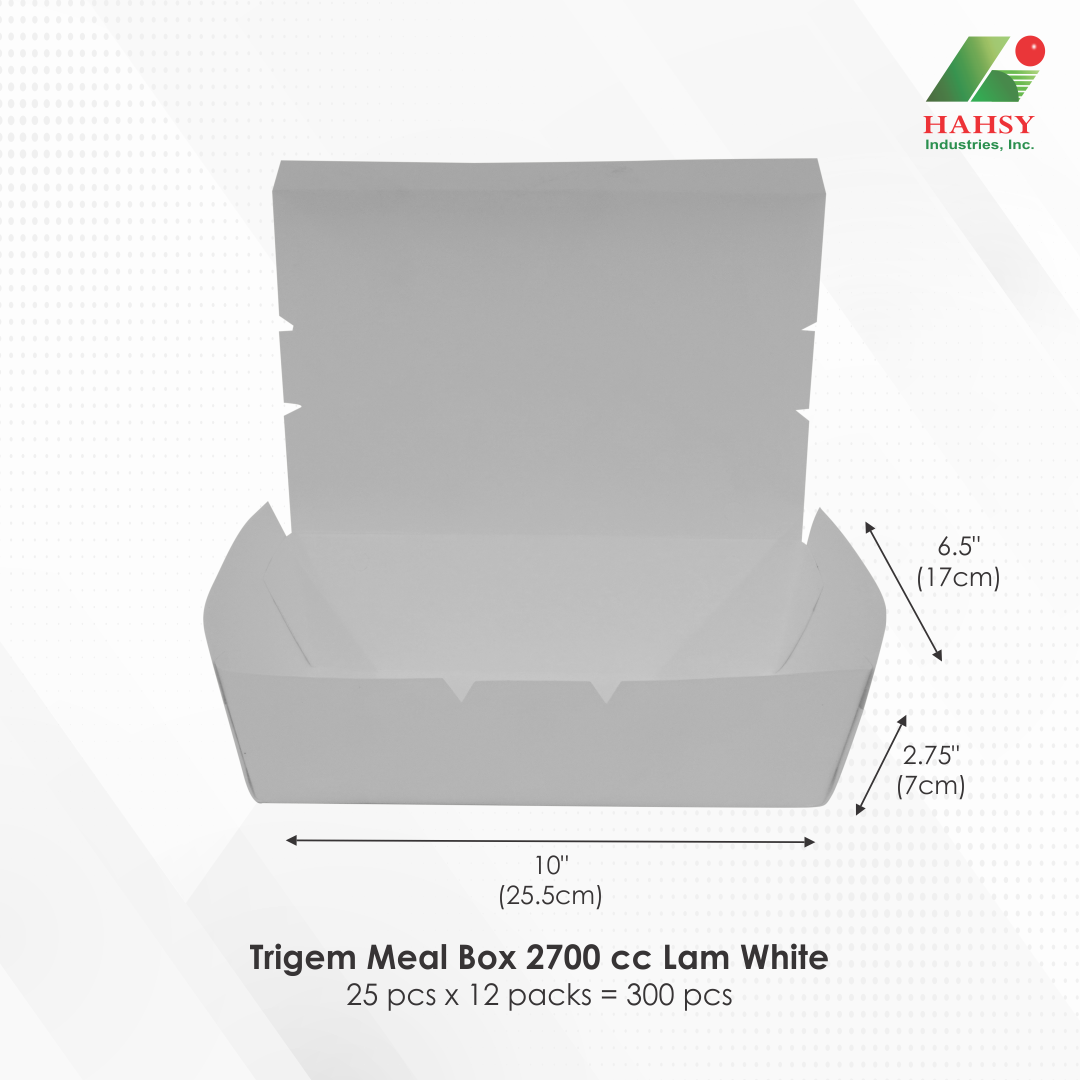 HAHSY
Industries, Inc.
6.5"
(17cm)
2.75"
(7cm)
10"
(25.5cm)
Trigem Meal Box 2700 cc Lam White
25 pcs x 12 packs = 300 pcs